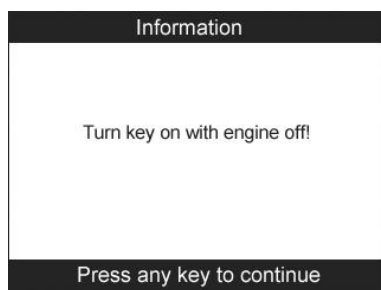 Information
Turn key on with engine off!
Press any key to continue